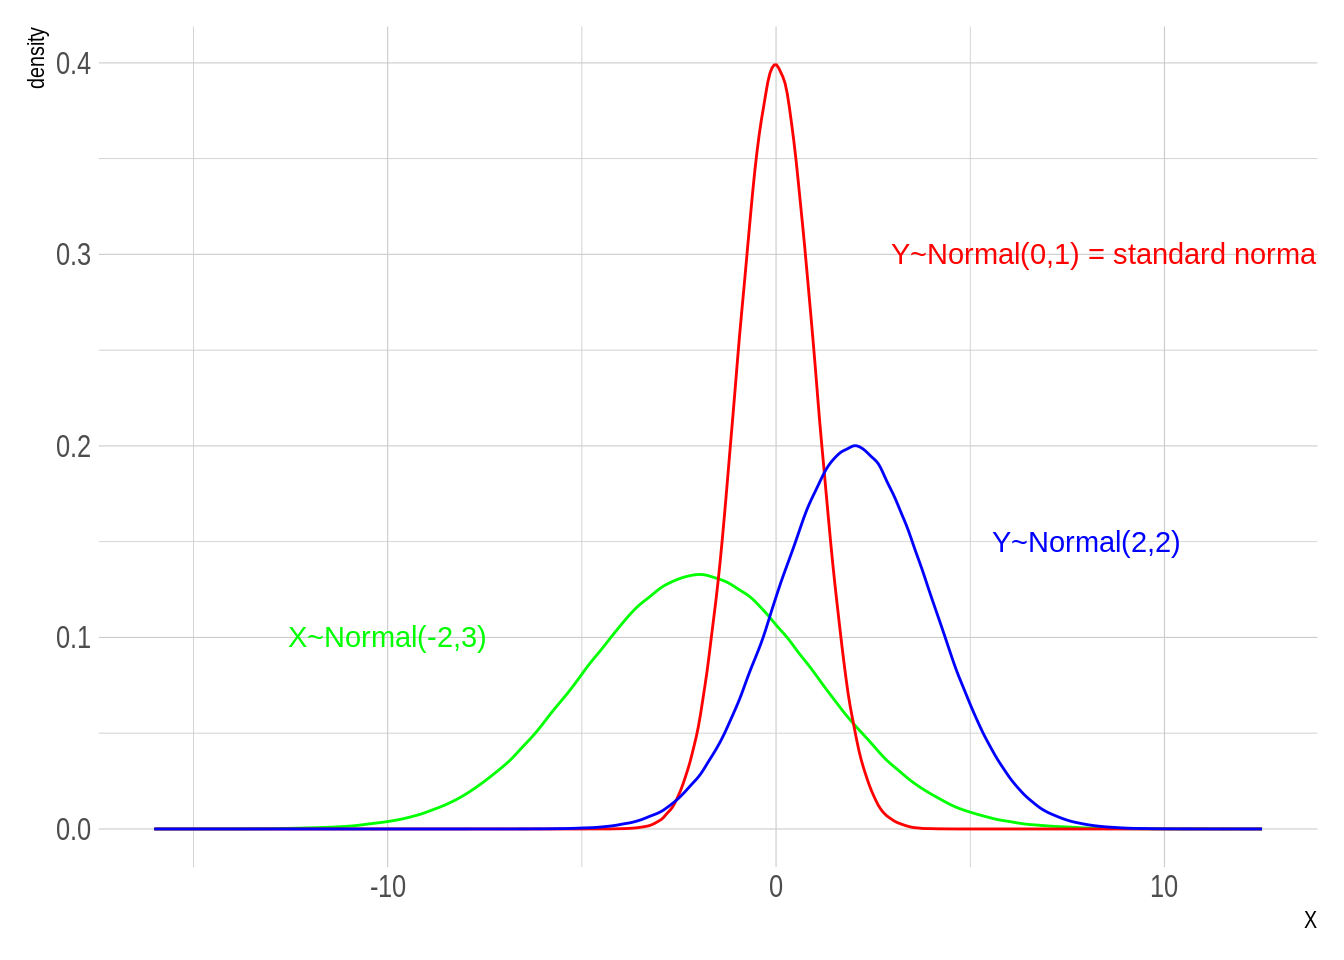 density
0.4
0.3
Y~Normal(0,1) = standard norma
0.2
Y~Normal(2,2)
0.1
X~Normal(-2,3)
0.0
-10
0
10
X